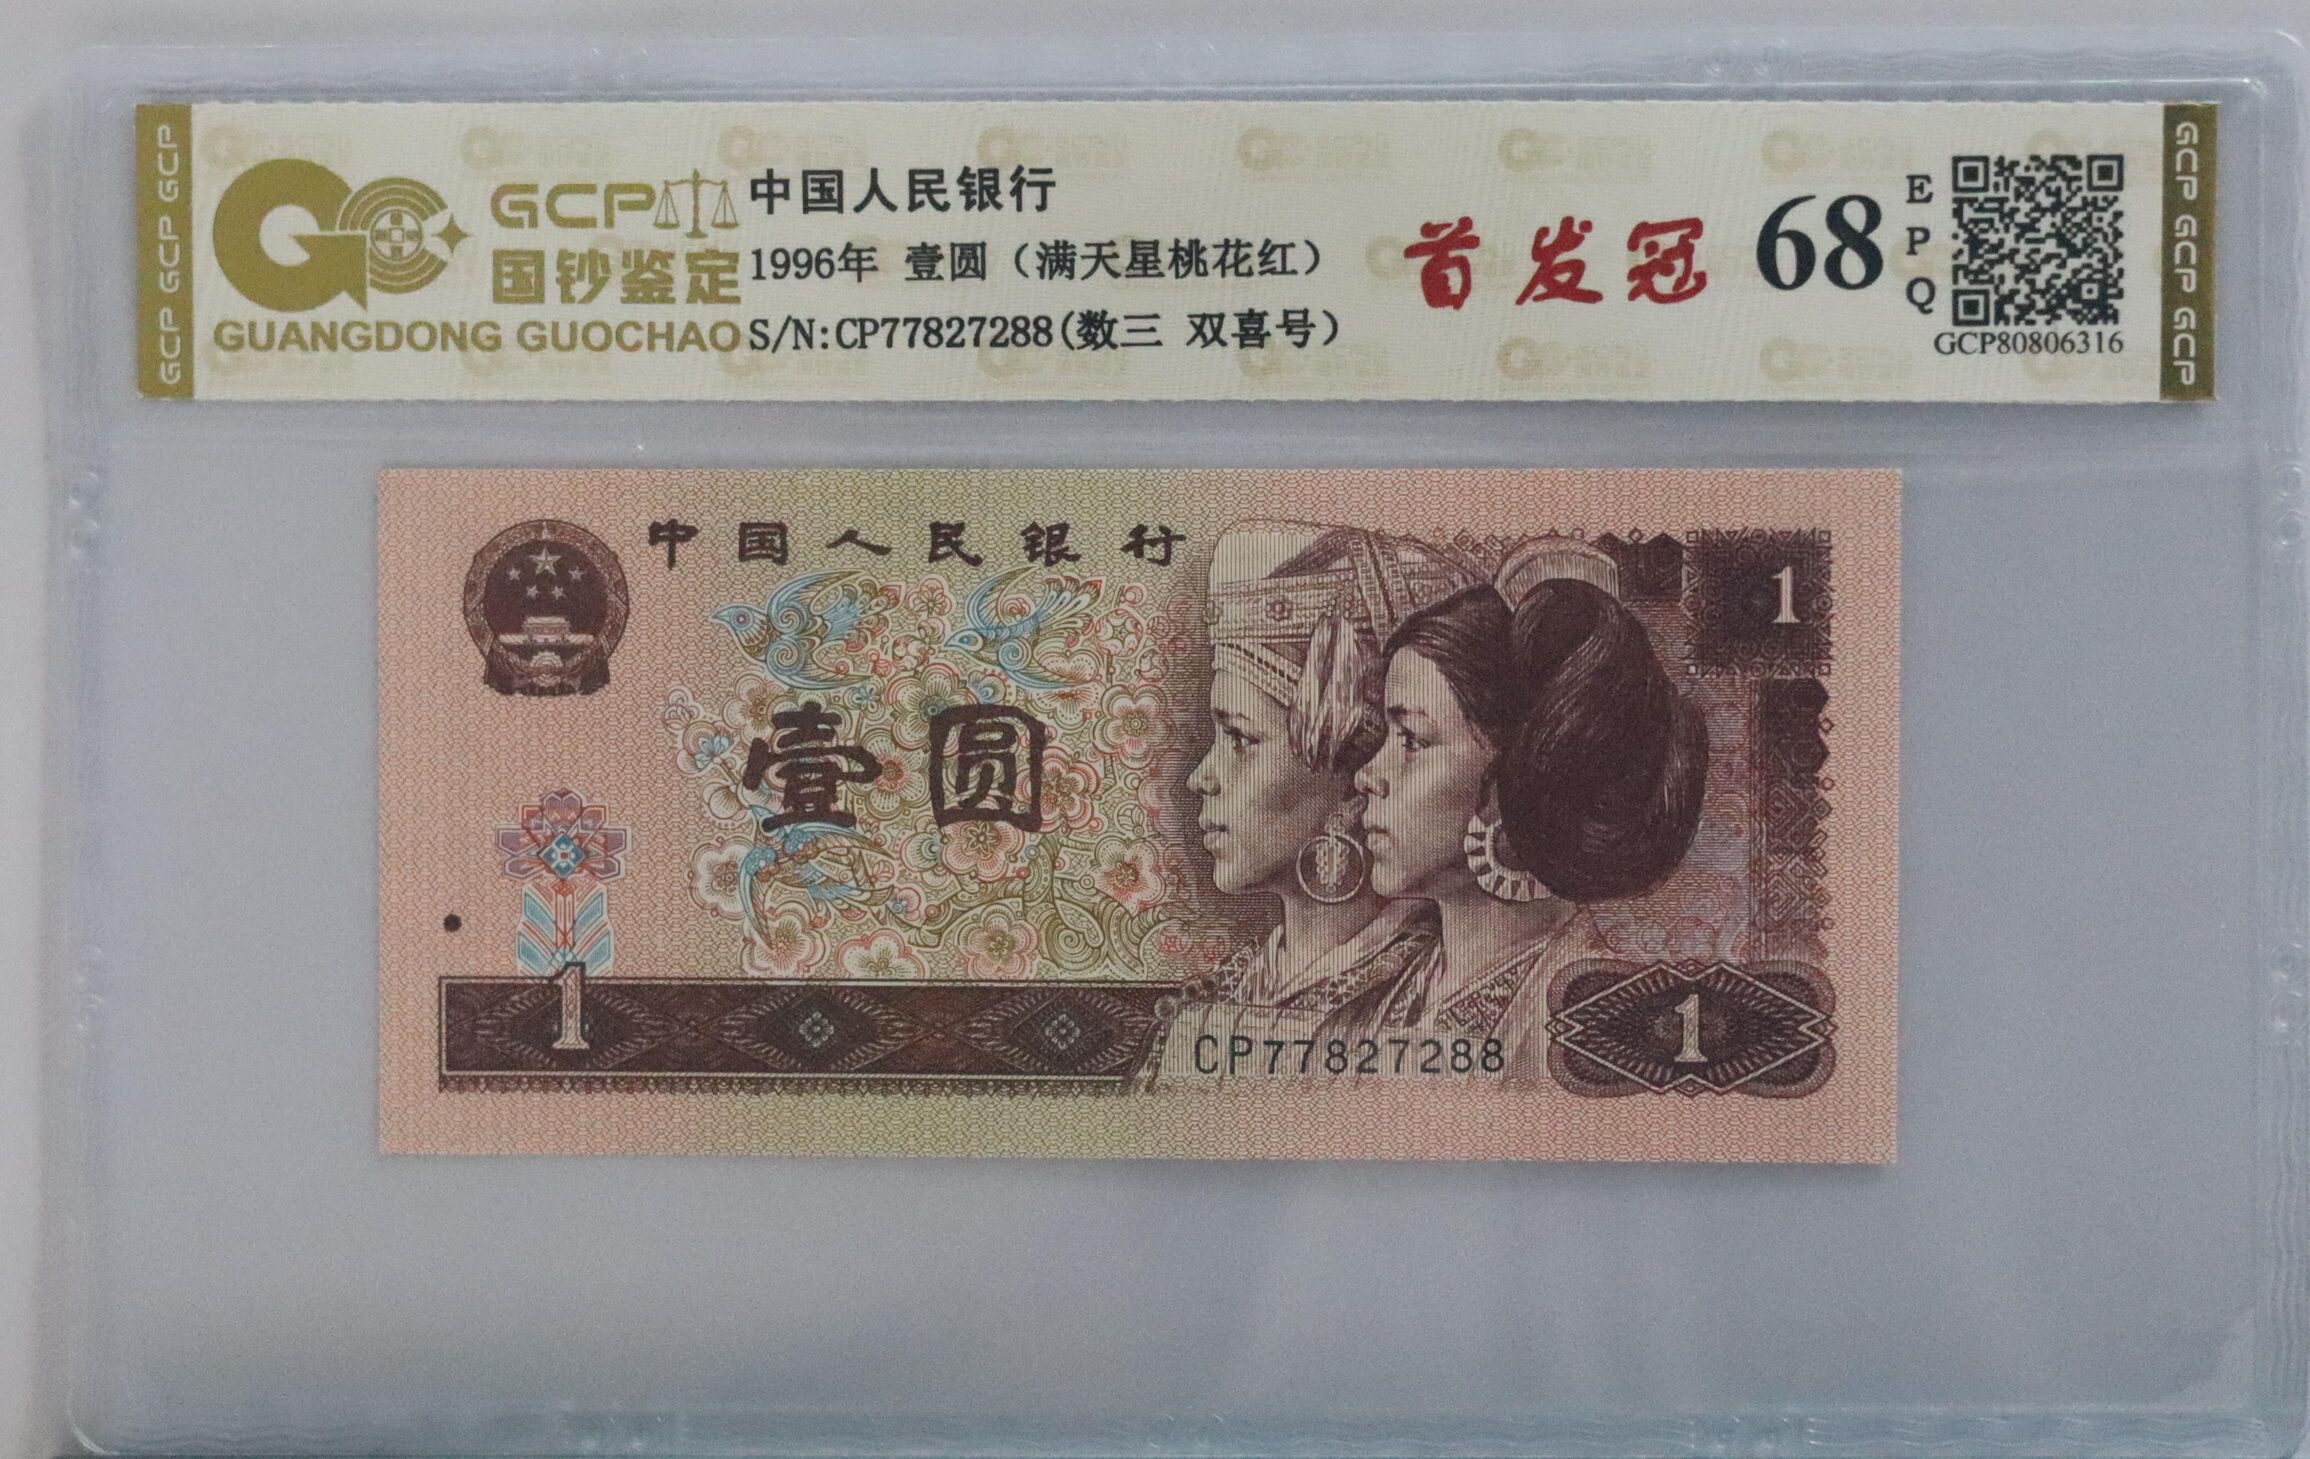 GCP GCP GCP GCP
GCP
国钞鉴定
GUANGDONG GUOCHAO
中国人民银行
1996年 壹圆（满天星桃花红）
S/N:CP77827288(数三 双喜号）
首发冠
68
EPQ
GCP80806316
GCP GCP GCP GCP
中国人民银行
1
壹圆
1
CP77827288
1